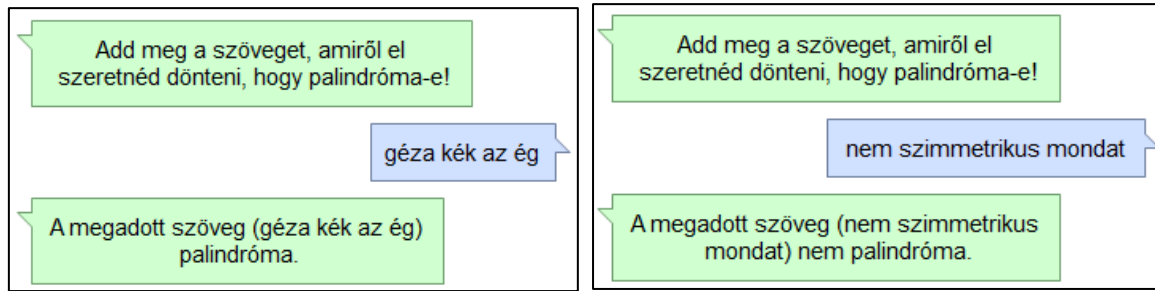 Add meg a szöveget, amiről el
szeretnéd dönteni, hogy palindróma-e!
géza kék az ég
A megadott szöveg (géza kék az ég)
palindróma.
Add meg a szöveget, amiről el
szeretnéd dönteni, hogy palindróma-e!
nem szimmetrikus mondat
A megadott szöveg (nem szimmetrikus
mondat) nem palindróma.